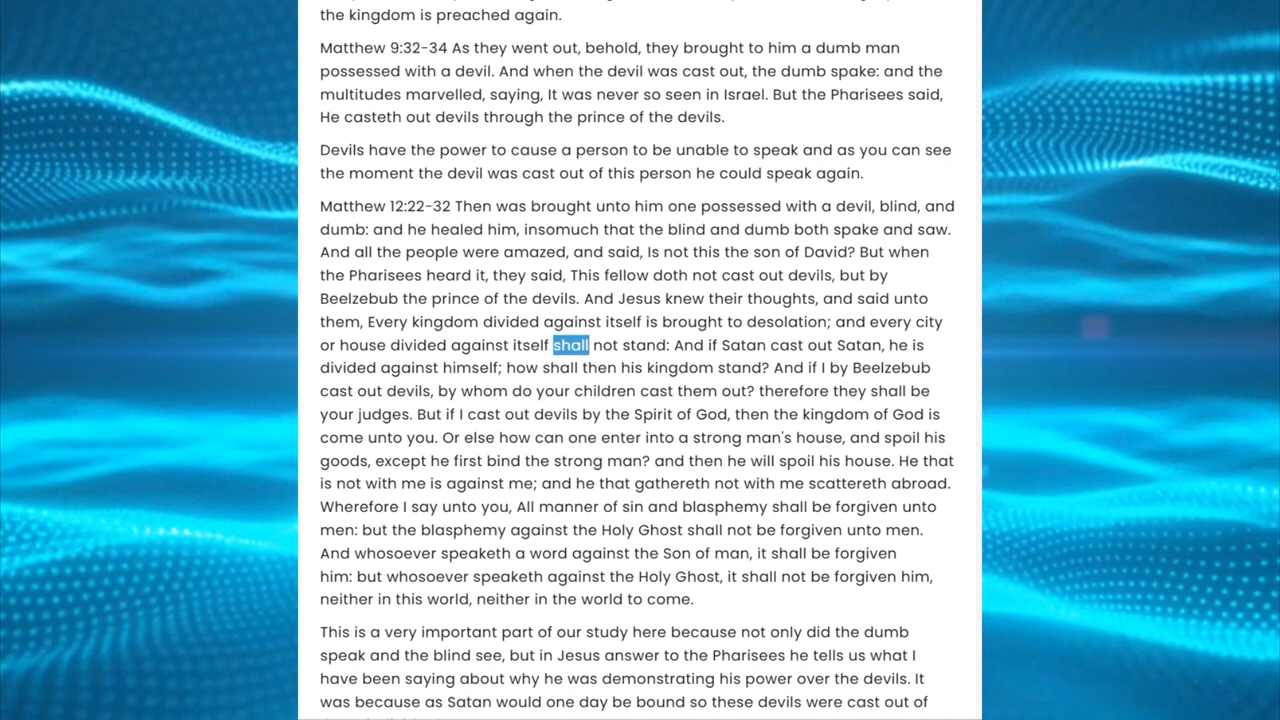 the kingdom is preached again.
Matthew 9:32-34 As they went out, behold, they brought to him a dumb man
possessed with a devil. And when the devil was cast out, the dumb spake: and the
multitudes marvelled, saying, It was never so seen in Israel. But the Pharisees said,
He casteth out devils through the prince of the devils.
Devils have the power to cause a person to be unable to speak and as you can see
the moment the devil was cast out of this person he could speak again.
Matthew 12:22-32 Then was brought unto him one possessed with a devil, blind, and
dumb: and he healed him, insomuch that the blind and dumb both spake and saw.
And all the people were amazed, and said, Is not this the son of David? But when
the Pharisees heard it, they said, This fellow doth not cast out devils, but by
Beelzebub the prince of the devils. And Jesus knew their thoughts, and said unto
them, Every kingdom divided against itself is brought to desolation; and every city
or house divided against itself shall not stand: And if Satan cast out Satan, he is
divided against himself; how shall then his kingdom stand? And if I by Beelzebub
cast out devils, by whom do your children cast them out? therefore they shall be
your judges. But if I cast out devils by the Spirit of God, then the kingdom of God is
come unto you. Or else how can one enter into a strong man's house, and spoil his
goods, except he first bind the strong man? and then he will spoil his house. He that
is not with me is against me; and he that gathereth not with me scattereth abroad.
Wherefore I say unto you, All manner of sin and blasphemy shall be forgiven unto
men: but the blasphemy against the Holy Ghost shall not be forgiven unto men.
And whosoever speaketh a word against the Son of man, it shall be forgiven
him: but whosoever speaketh against the Holy Ghost, it shall not be forgiven him,
neither in this world, neither in the world to come.
This is a very important part of our study here because not only did the dumb
speak and the blind see, but in Jesus answer to the Pharisees he tells us what I
have been saying about why he was demonstrating his power over the devils. It
was because as Satan would one day be bound so these devils were cast out of